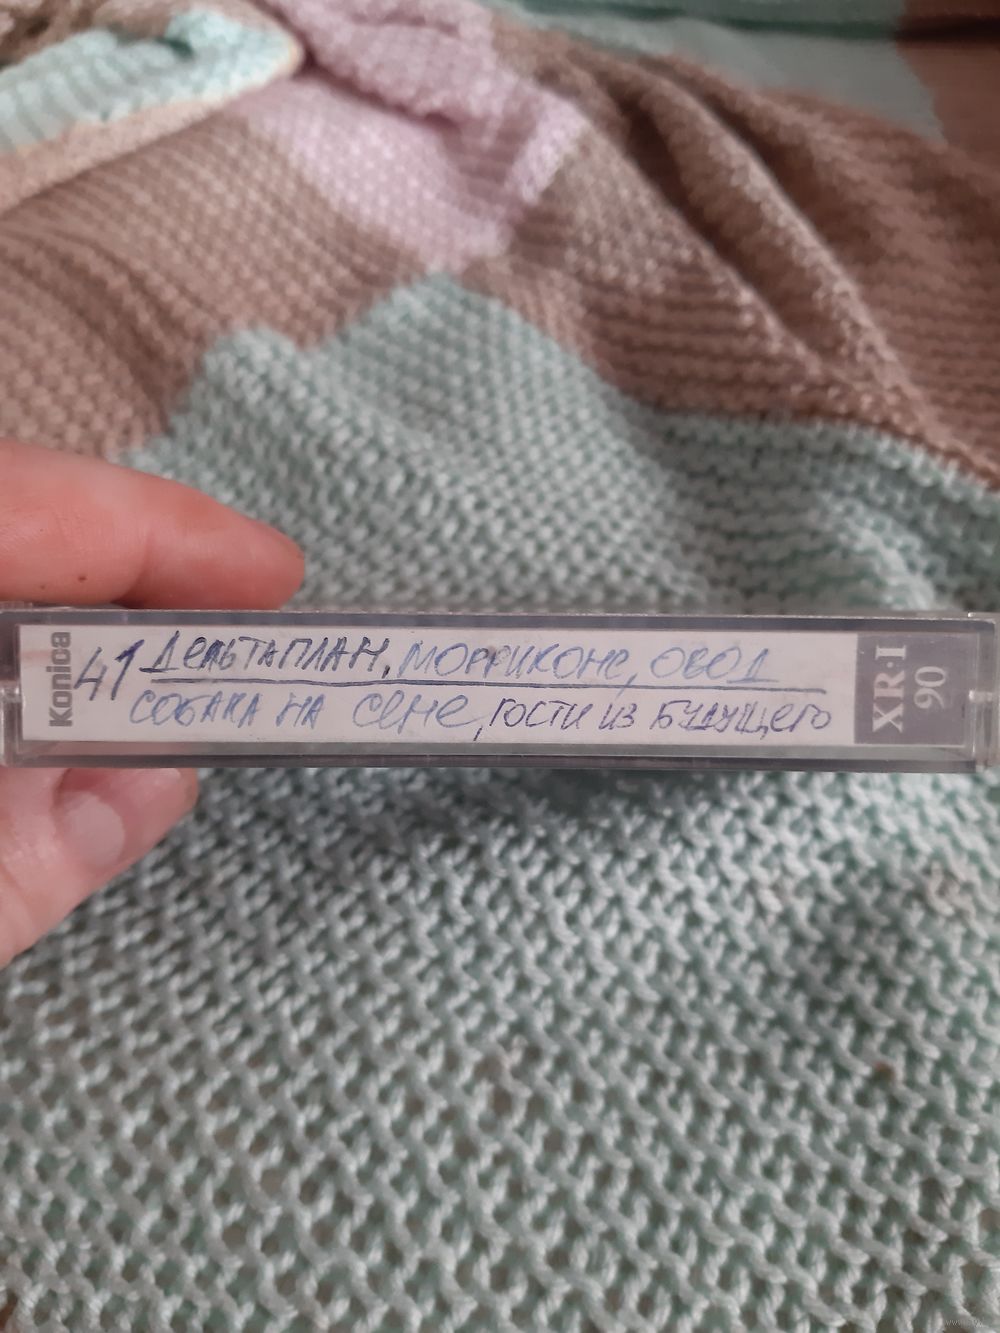 Konica
41 ДЕЛЬТАПЛАН, МОРРИКОНЕ, ОВОД
СОБАКА НА СЕНЕ, ГОСТИ ИЗ БУДУЩЕГО
XR·I
90